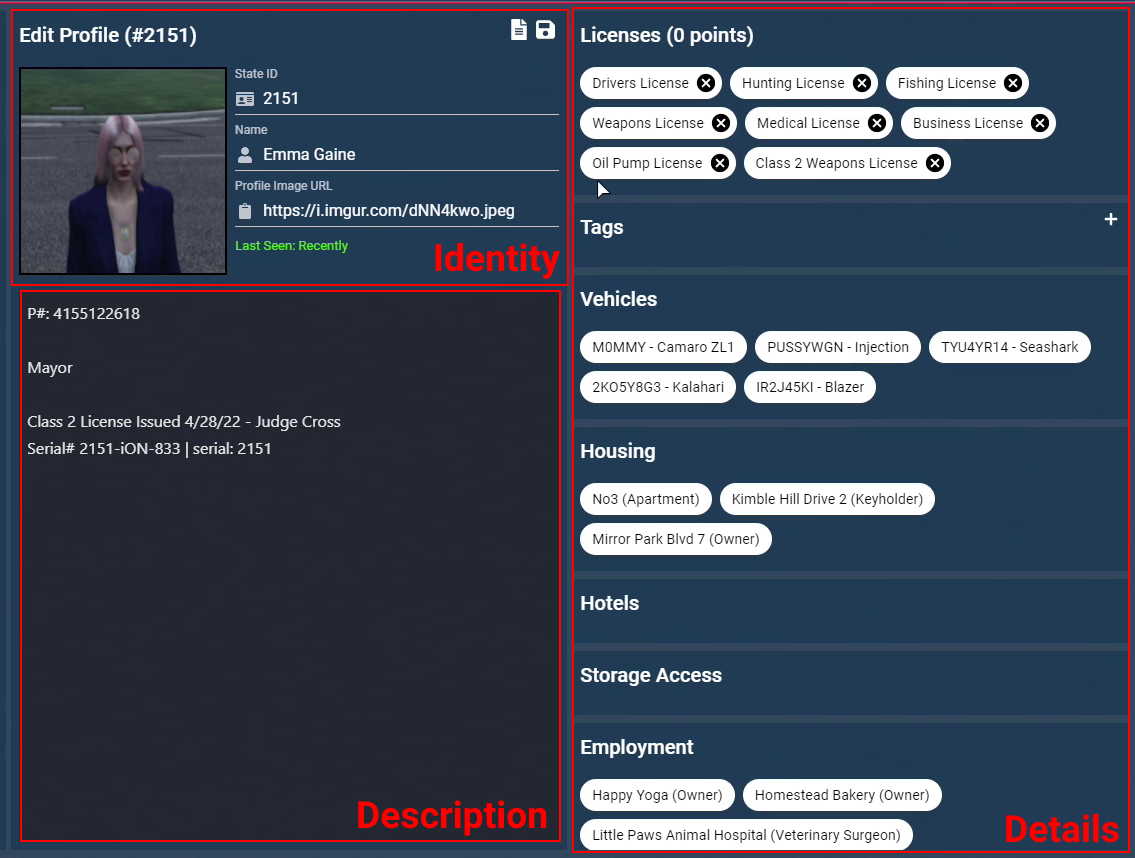 Edit Profile (#2151)
State ID
2151
Name
Emma Gaine
Profile Image URL
https://i.imgur.com/dNN4kwo.jpeg
Last Seen: Recently
Identity
P#: 4155122618
Mayor
Class 2 License Issued 4/28/22 - Judge Cross
Serial# 2151-iON-833 | serial: 2151
Description
Licenses (0 points)
Drivers License Hunting License Fishing License
Weapons License Medical License Business License
Oil Pump License Class 2 Weapons License
Tags
Vehicles
M0MMY - Camaro ZL1 PUSSYWGN - Injection TYU4YR14 - Seashark
2KO5Y8G3 - Kalahari IR2J45KI - Blazer
Housing
No3 (Apartment) Kimble Hill Drive 2 (Keyholder)
Mirror Park Blvd 7 (Owner)
Hotels
Storage Access
Employment
Happy Yoga (Owner) Homestead Bakery (Owner)
Little Paws Animal Hospital (Veterinary Surgeon)
Details